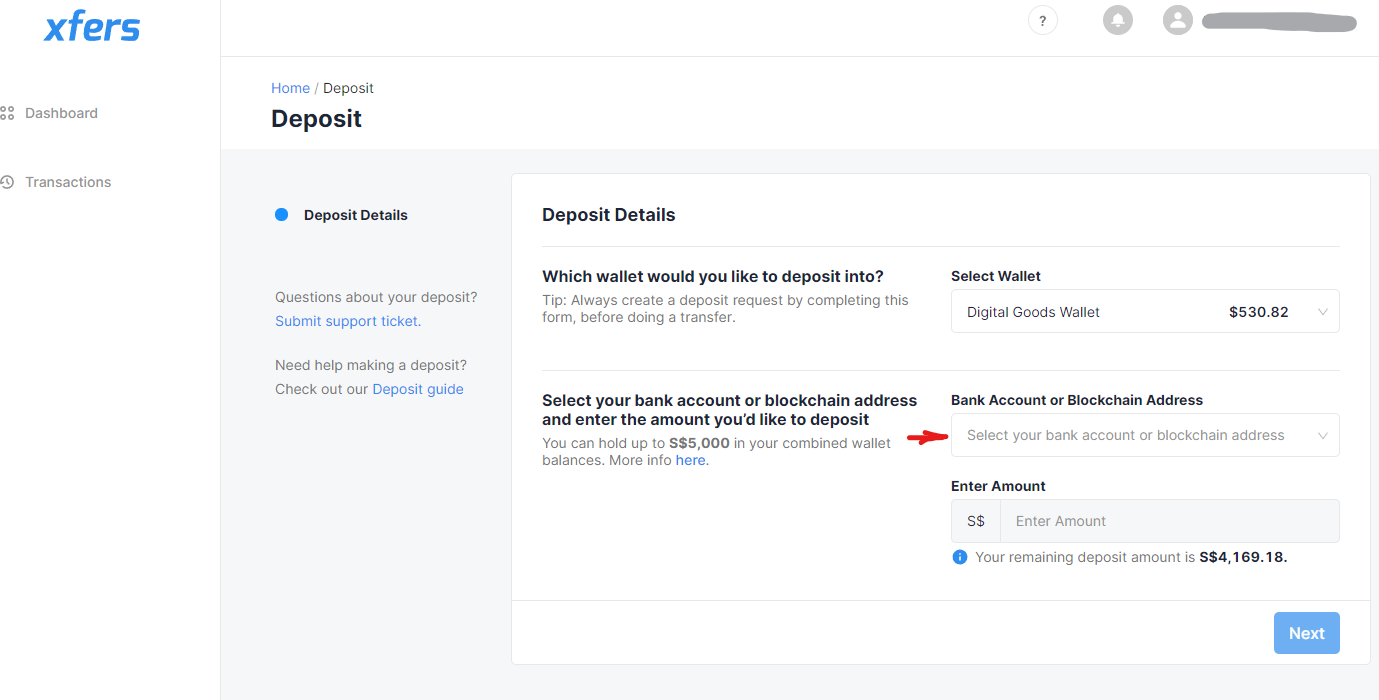 xfers
?
Dashboard
Transactions
Home / Deposit
Deposit
Deposit Details
Questions about your deposit?
Submit support ticket.
Need help making a deposit?
Check out our Deposit guide
Deposit Details
Which wallet would you like to deposit into?
Tip: Always create a deposit request by completing this
form, before doing a transfer.
Select Wallet
Digital Goods Wallet $530.82
Select your bank account or blockchain address
and enter the amount you’d like to deposit
You can hold up to S$5,000 in your combined wallet
balances. More info here.
Bank Account or Blockchain Address
Select your bank account or blockchain address
Enter Amount
S$ Enter Amount
Your remaining deposit amount is S$4,169.18.
Next